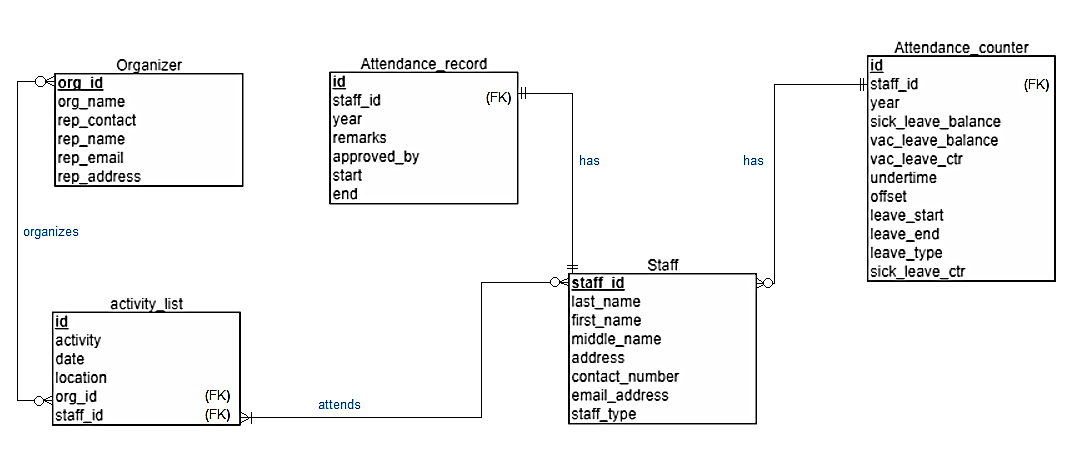 Organizer
org_id
org_name
rep_contact
rep_name
rep_email
rep_address
Attendance_record
id
staff_id (FK)
year
remarks
approved_by
start
end
Attendance_counter
id
staff_id (FK)
year
sick_leave_balance
vac_leave_balance
vac_leave_ctr
undertime
offset
leave_start
leave_end
leave_type
sick_leave_ctr
has
has
organizes
activity_list
id
activity
date
location
org_id (FK)
staff_id (FK)
attends
Staff
staff_id
last_name
first_name
middle_name
address
contact_number
email_address
staff_type